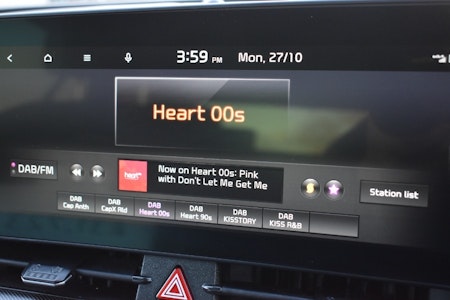 3:59 PM Mon, 27/10
Heart 00s
DAB/FM
heart
Now on Heart 00s: Pink
with Don't Let Me Get Me
Station list
DAB
Cap Anth
DAB
CapX Rld
DAB
Heart 00s
DAB
Heart 90s
DAB
KISSTORY
DAB
KISS R&B